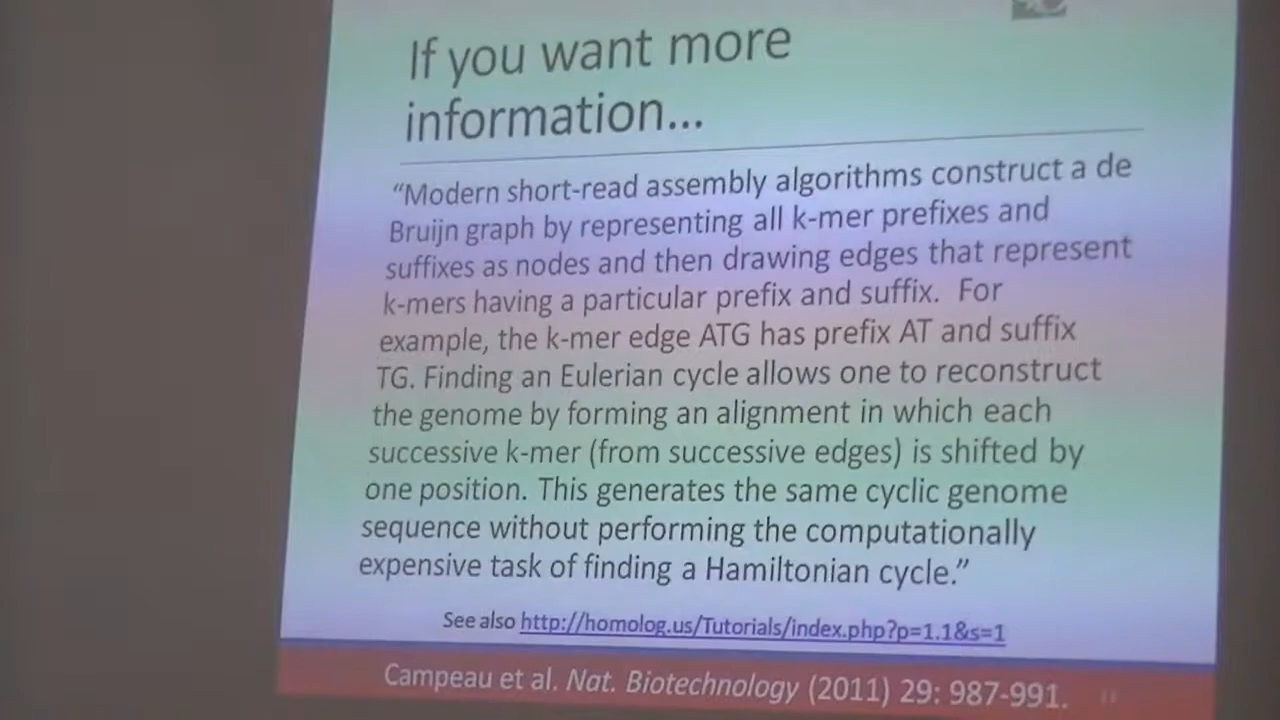 If you want more
information...
“Modern short-read assembly algorithms construct a de
Bruijn graph by representing all k-mer prefixes and
suffixes as nodes and then drawing edges that represent
k-mers having a particular prefix and suffix. For
example, the k-mer edge ATG has prefix AT and suffix
TG. Finding an Eulerian cycle allows one to reconstruct
the genome by forming an alignment in which each
successive k-mer (from successive edges) is shifted by
one position. This generates the same cyclic genome
sequence without performing the computationally
expensive task of finding a Hamiltonian cycle.”
See also http://homolog.us/Tutorials/index.php?p=1.1&s=1
Campeau et al. Nat. Biotechnology (2011) 29: 987-991.